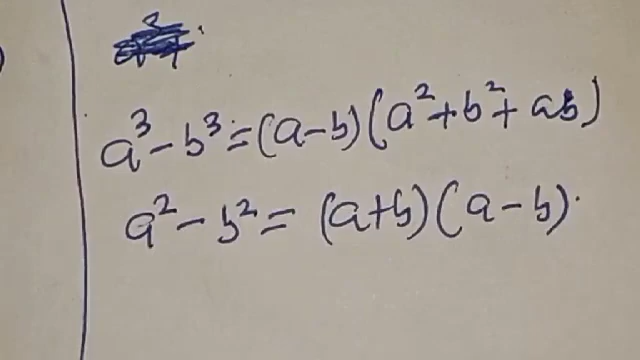 a³ - b³ = (a-b)(a²+b²+ab)
a² - b² = (a+b)(a-b).